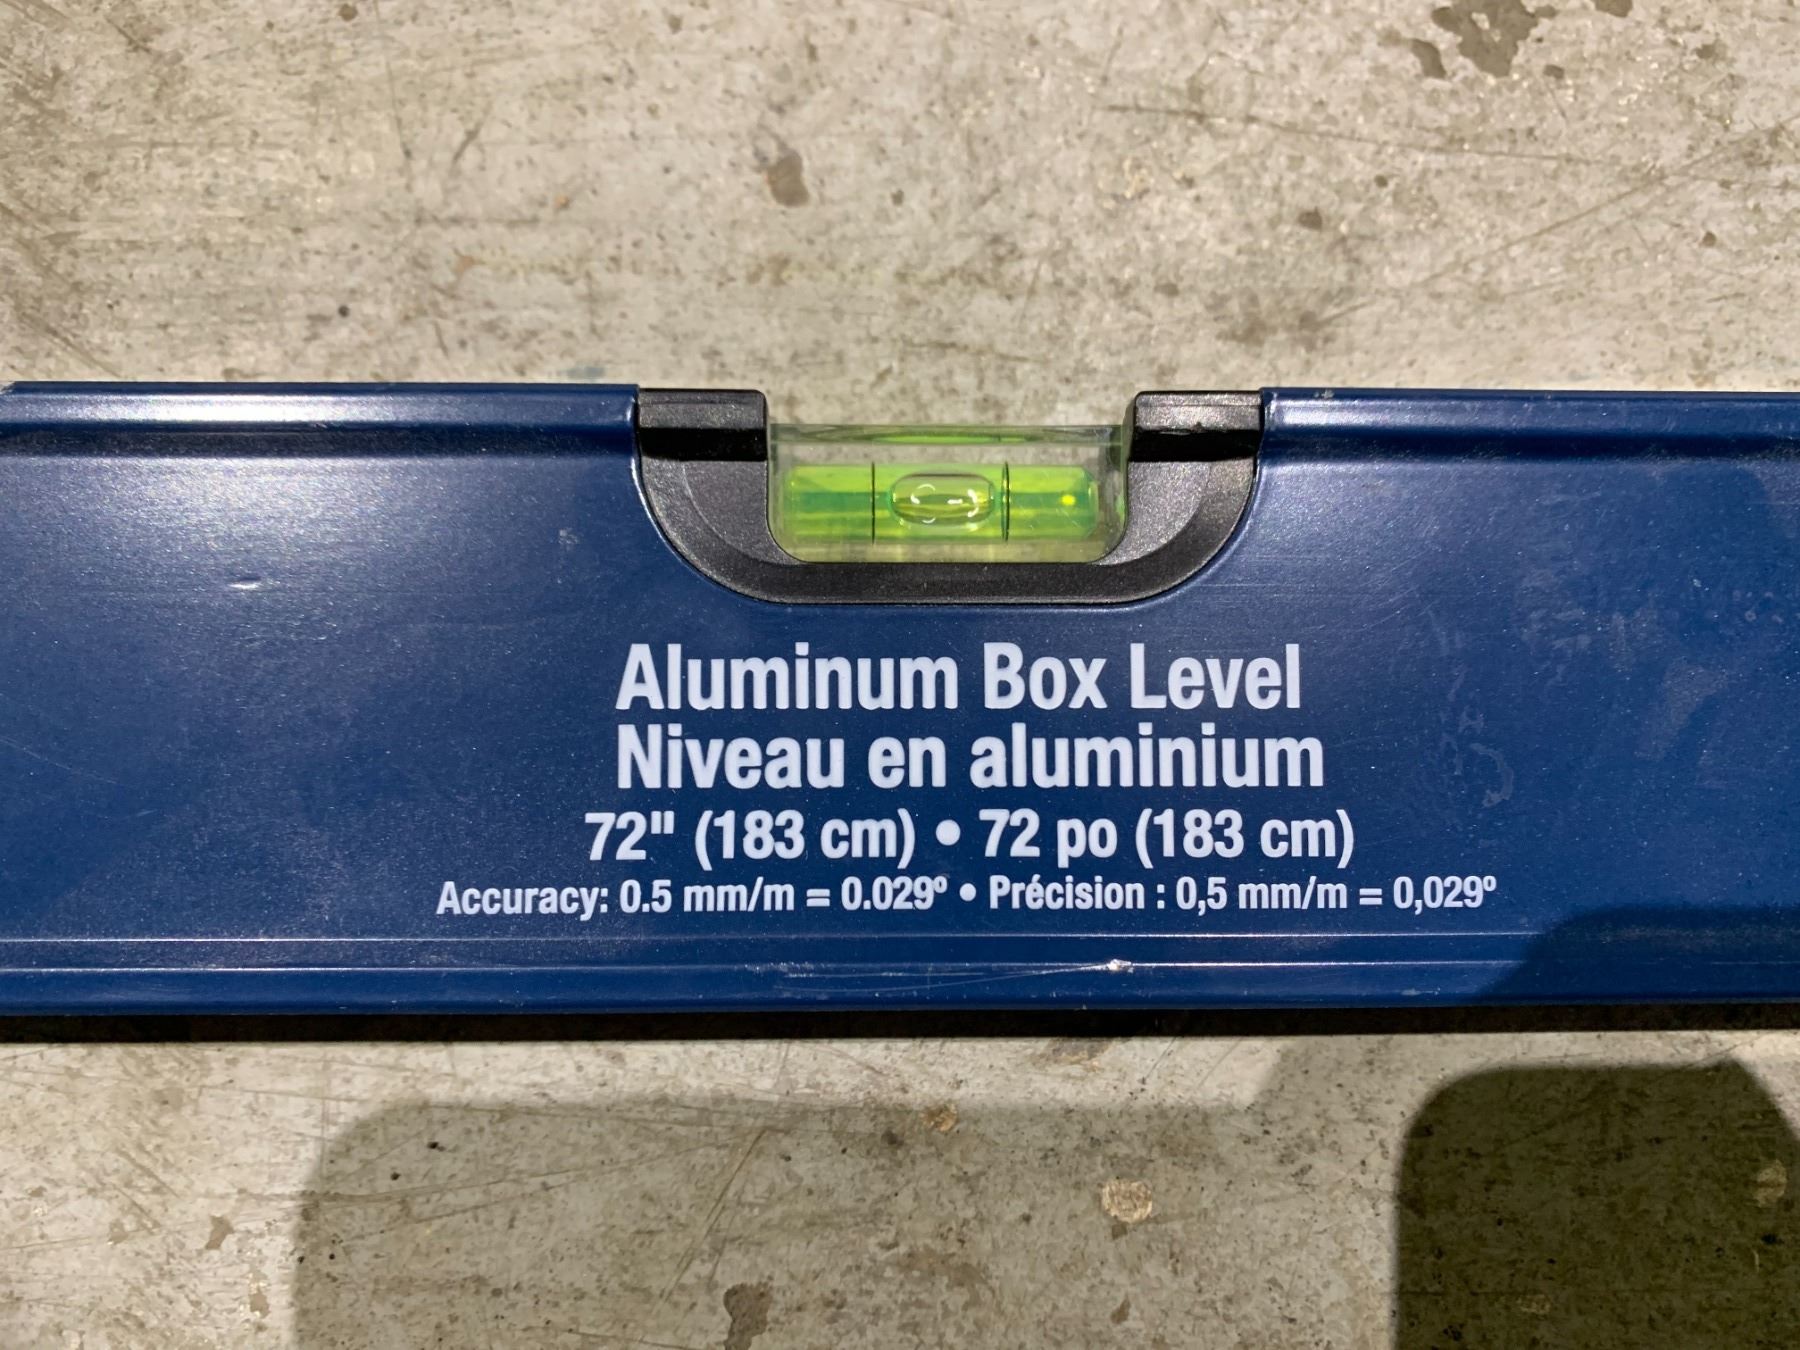 Aluminum Box Level
Niveau en aluminium
72" (183 cm) • 72 po (183 cm)
Accuracy: 0.5 mm/m = 0.029º • Précision : 0,5 mm/m = 0,029º